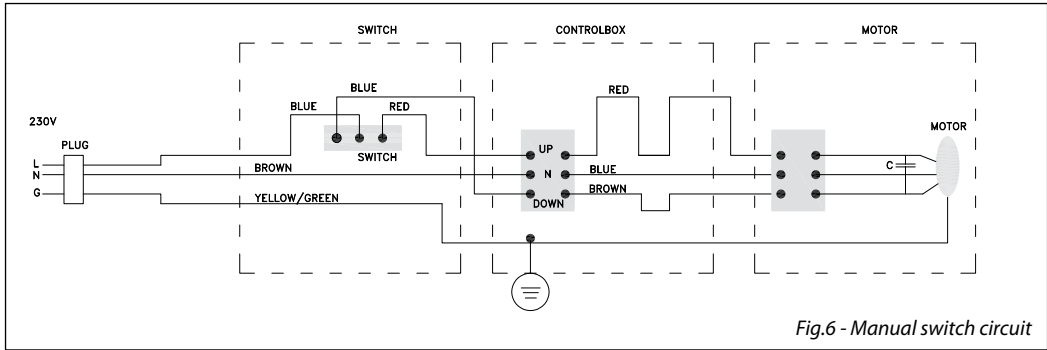 SWITCH
CONTROLBOX
MOTOR
BLUE
BLUE
RED
RED
230V
PLUG
SWITCH
UP
MOTOR
L
N
G
BROWN
N
BLUE
C
BROWN
YELLOW/GREEN
DOWN
Fig.6 - Manual switch circuit